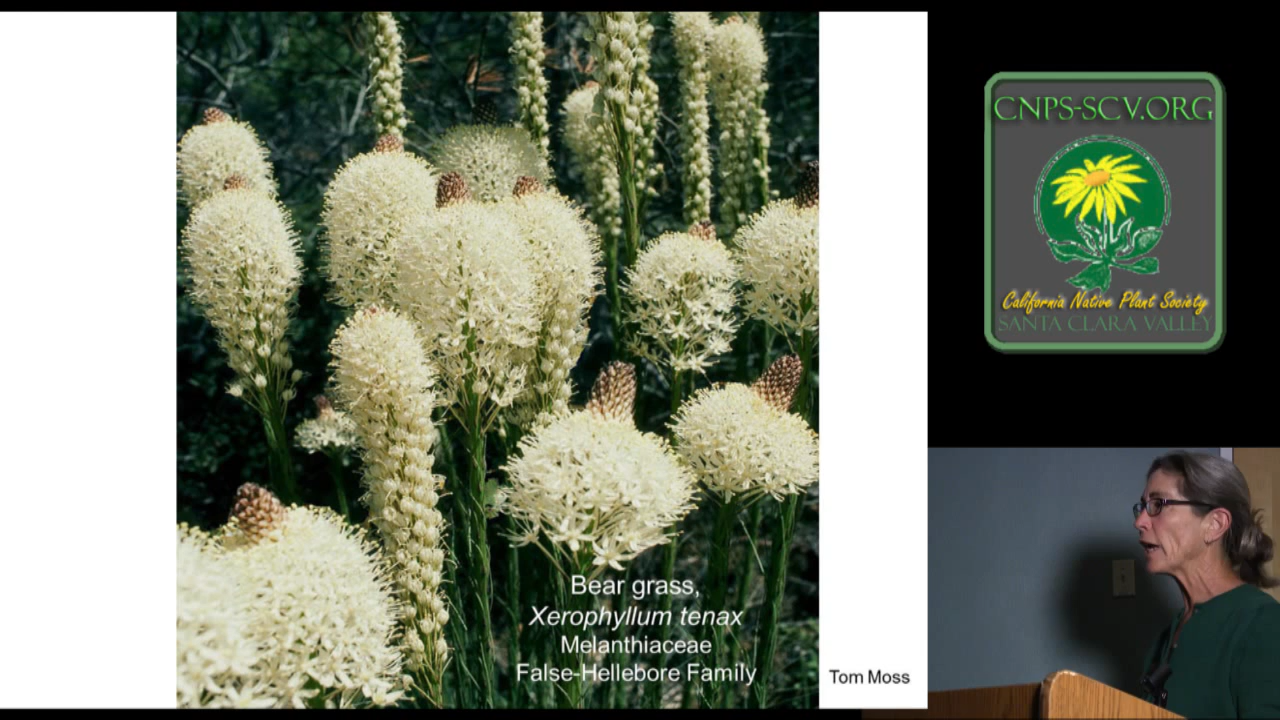 Bear grass,
Xerophyllum tenax
Melanthiaceae
False-Hellebore Family
Tom Moss
CNPS-SCV.ORG
California Native Plant Society
SANTA CLARA VALLEY